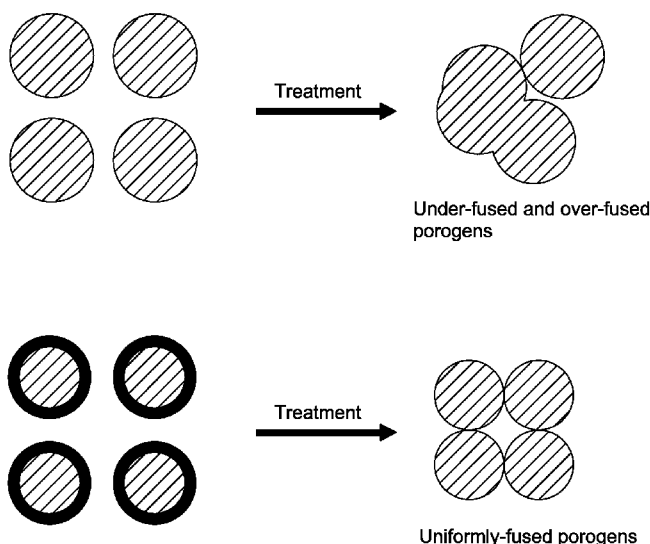 Treatment
Under-fused and over-fused
porogens
Treatment
Uniformly-fused porogens